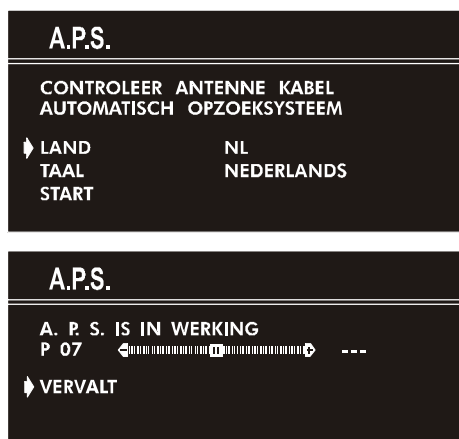 A.P.S.
CONTROLEER ANTENNE KABEL
AUTOMATISCH OPZOEKSYSTEEM
LAND NL
TAAL NEDERLANDS
START
A.P.S.
A. P. S. IS IN WERKING
P 07 ---
VERVALT